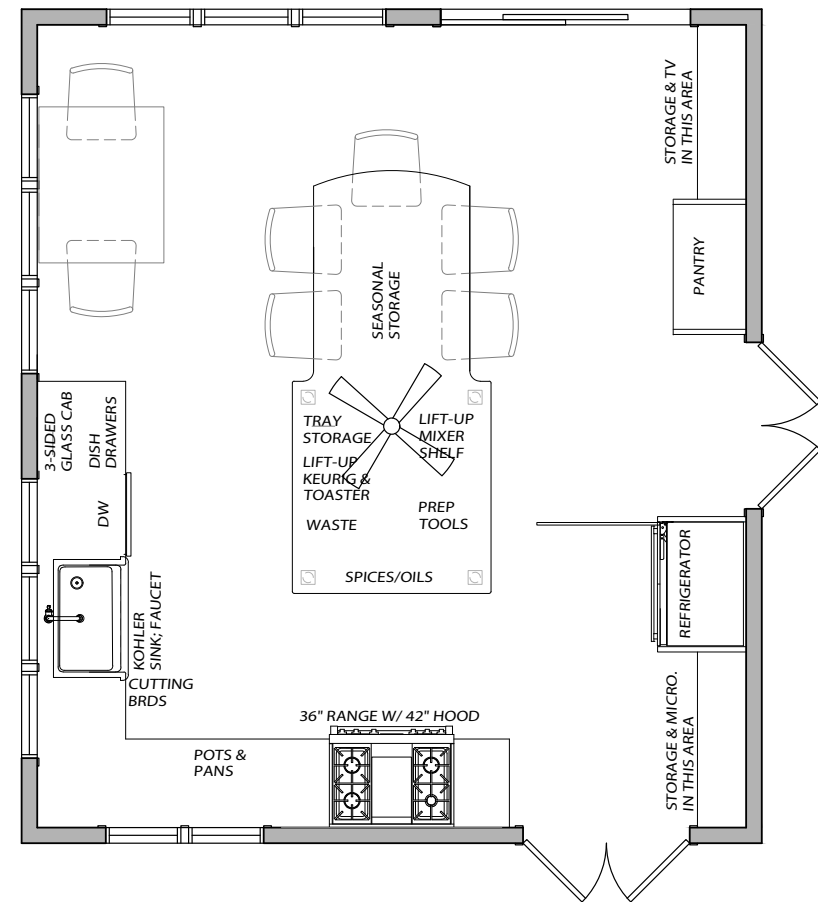 STORAGE & TV
IN THIS AREA
PANTRY
SEASONAL
STORAGE
3-SIDED
GLASS CAB
DISH
DRAWERS
DW
TRAY
STORAGE
LIFT-UP
KEURIG &
TOASTER
WASTE
LIFT-UP
MIXER
SHELF
PREP
TOOLS
SPICES/OILS
REFRIGERATOR
KOHLER
SINK; FAUCET
CUTTING
BRDS
36" RANGE W/ 42" HOOD
POTS &
PANS
STORAGE & MICRO.
IN THIS AREA